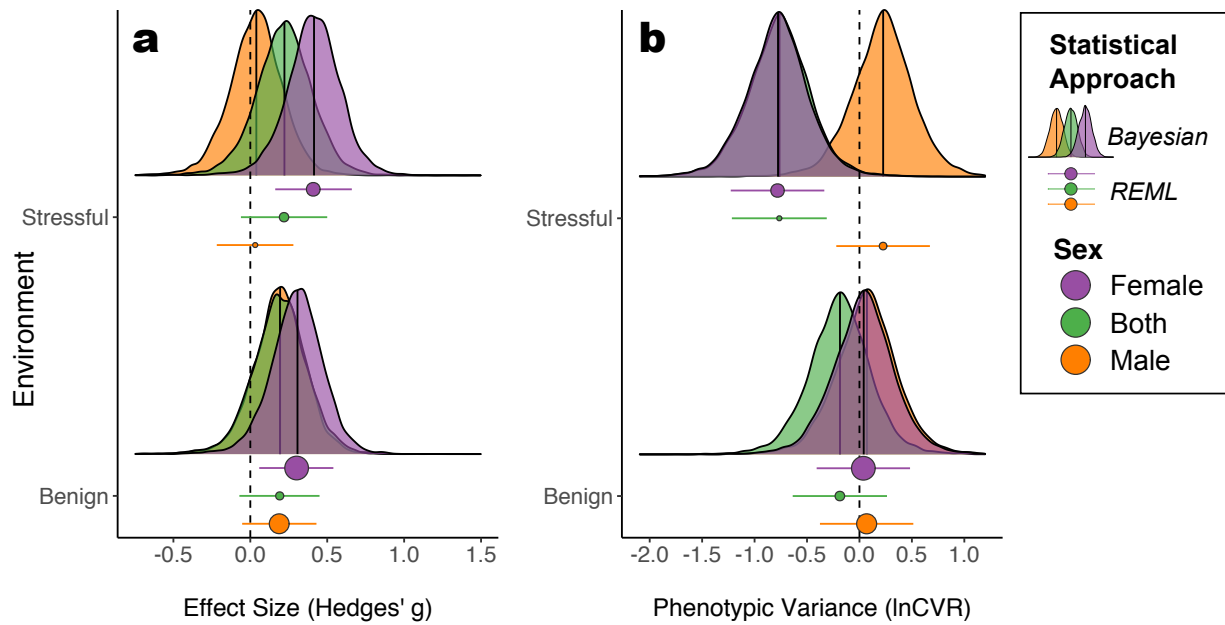 a
b
Environment
Stressful
Benign
-0.5 0.0 0.5 1.0 1.5
Effect Size (Hedges' g)
Stressful
Benign
-2.0 -1.5 -1.0 -0.5 0.0 0.5 1.0
Phenotypic Variance (lnCVR)
Statistical
Approach
Bayesian
REML
Sex
Female
Both
Male